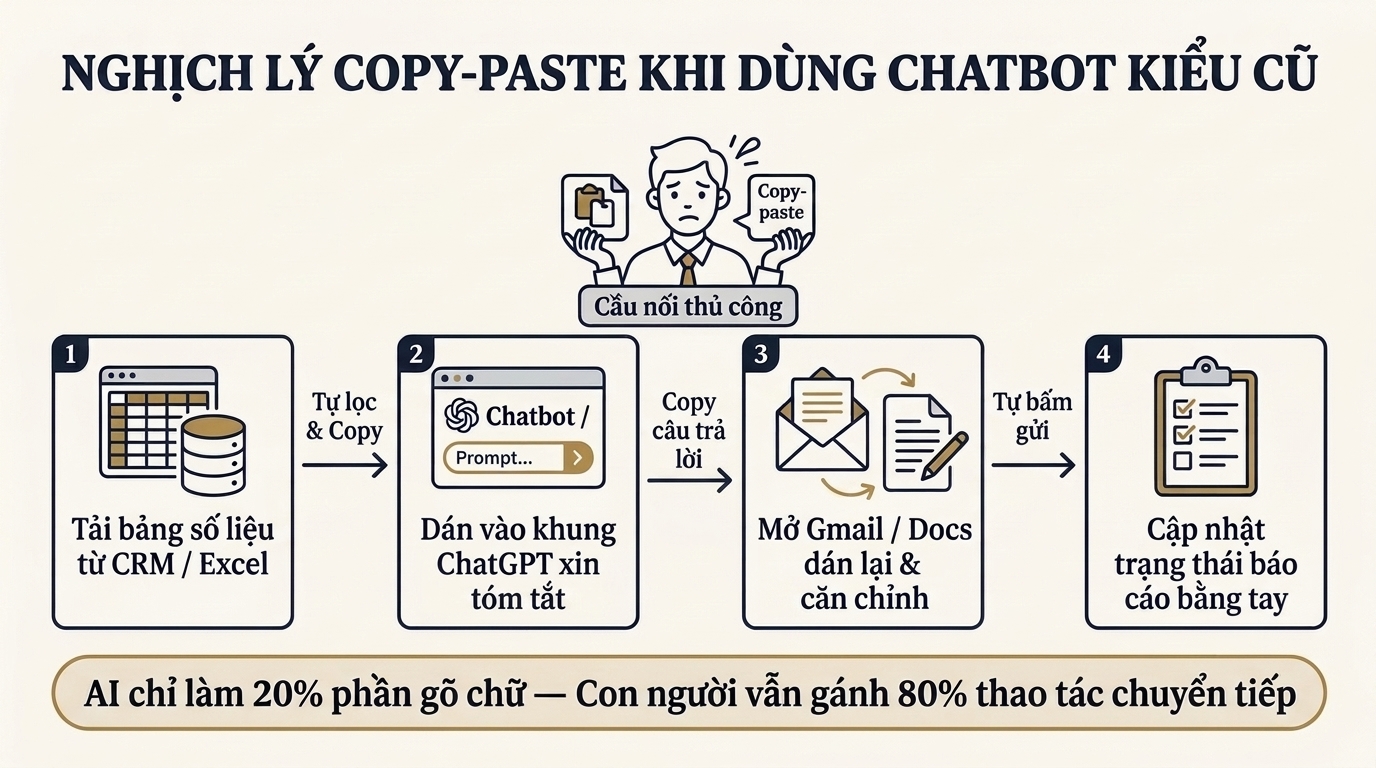 NGHỊCH LÝ COPY-PASTE KHI DÙNG CHATBOT KIỂU CŨ
Copy-
paste
Cầu nối thủ công
1
Tải bảng số liệu
từ CRM / Excel
Tự lọc
& Copy
2
Chatbot /
Prompt...
Dán vào khung
ChatGPT xin
tóm tắt
Copy
câu trả
lời
3
Mở Gmail / Docs
dán lại &
căn chỉnh
Tự bấm
gửi
4
Cập nhật
trạng thái báo
cáo bằng tay
AI chỉ làm 20% phần gõ chữ — Con người vẫn gánh 80% thao tác chuyển tiếp